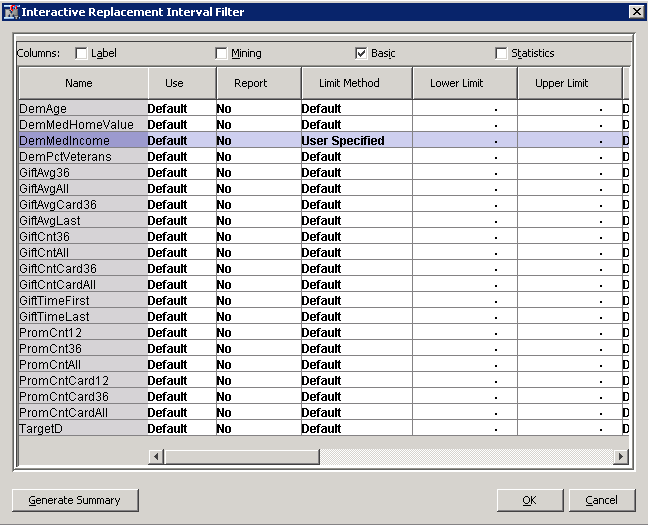 Interactive Replacement Interval Filter
Columns: Label Mining Basic Statistics
Name Use Report Limit Method Lower Limit Upper Limit
DemAge Default No Default . . D
DemMedHomeValue Default No Default . . D
DemMedIncome Default No User Specified . . D
DemPctVeterans Default No Default . . D
GiftAvg36 Default No Default . . D
GiftAvgAll Default No Default . . D
GiftAvgCard36 Default No Default . . D
GiftAvgLast Default No Default . . D
GiftCnt36 Default No Default . . D
GiftCntAll Default No Default . . D
GiftCntCard36 Default No Default . . D
GiftCntCardAll Default No Default . . D
GiftTimeFirst Default No Default . . D
GiftTimeLast Default No Default . . D
PromCnt12 Default No Default . . D
PromCnt36 Default No Default . . D
PromCntAll Default No Default . . D
PromCntCard12 Default No Default . . D
PromCntCard36 Default No Default . . D
PromCntCardAll Default No Default . . D
TargetD Default No Default . . D
Generate Summary OK Cancel